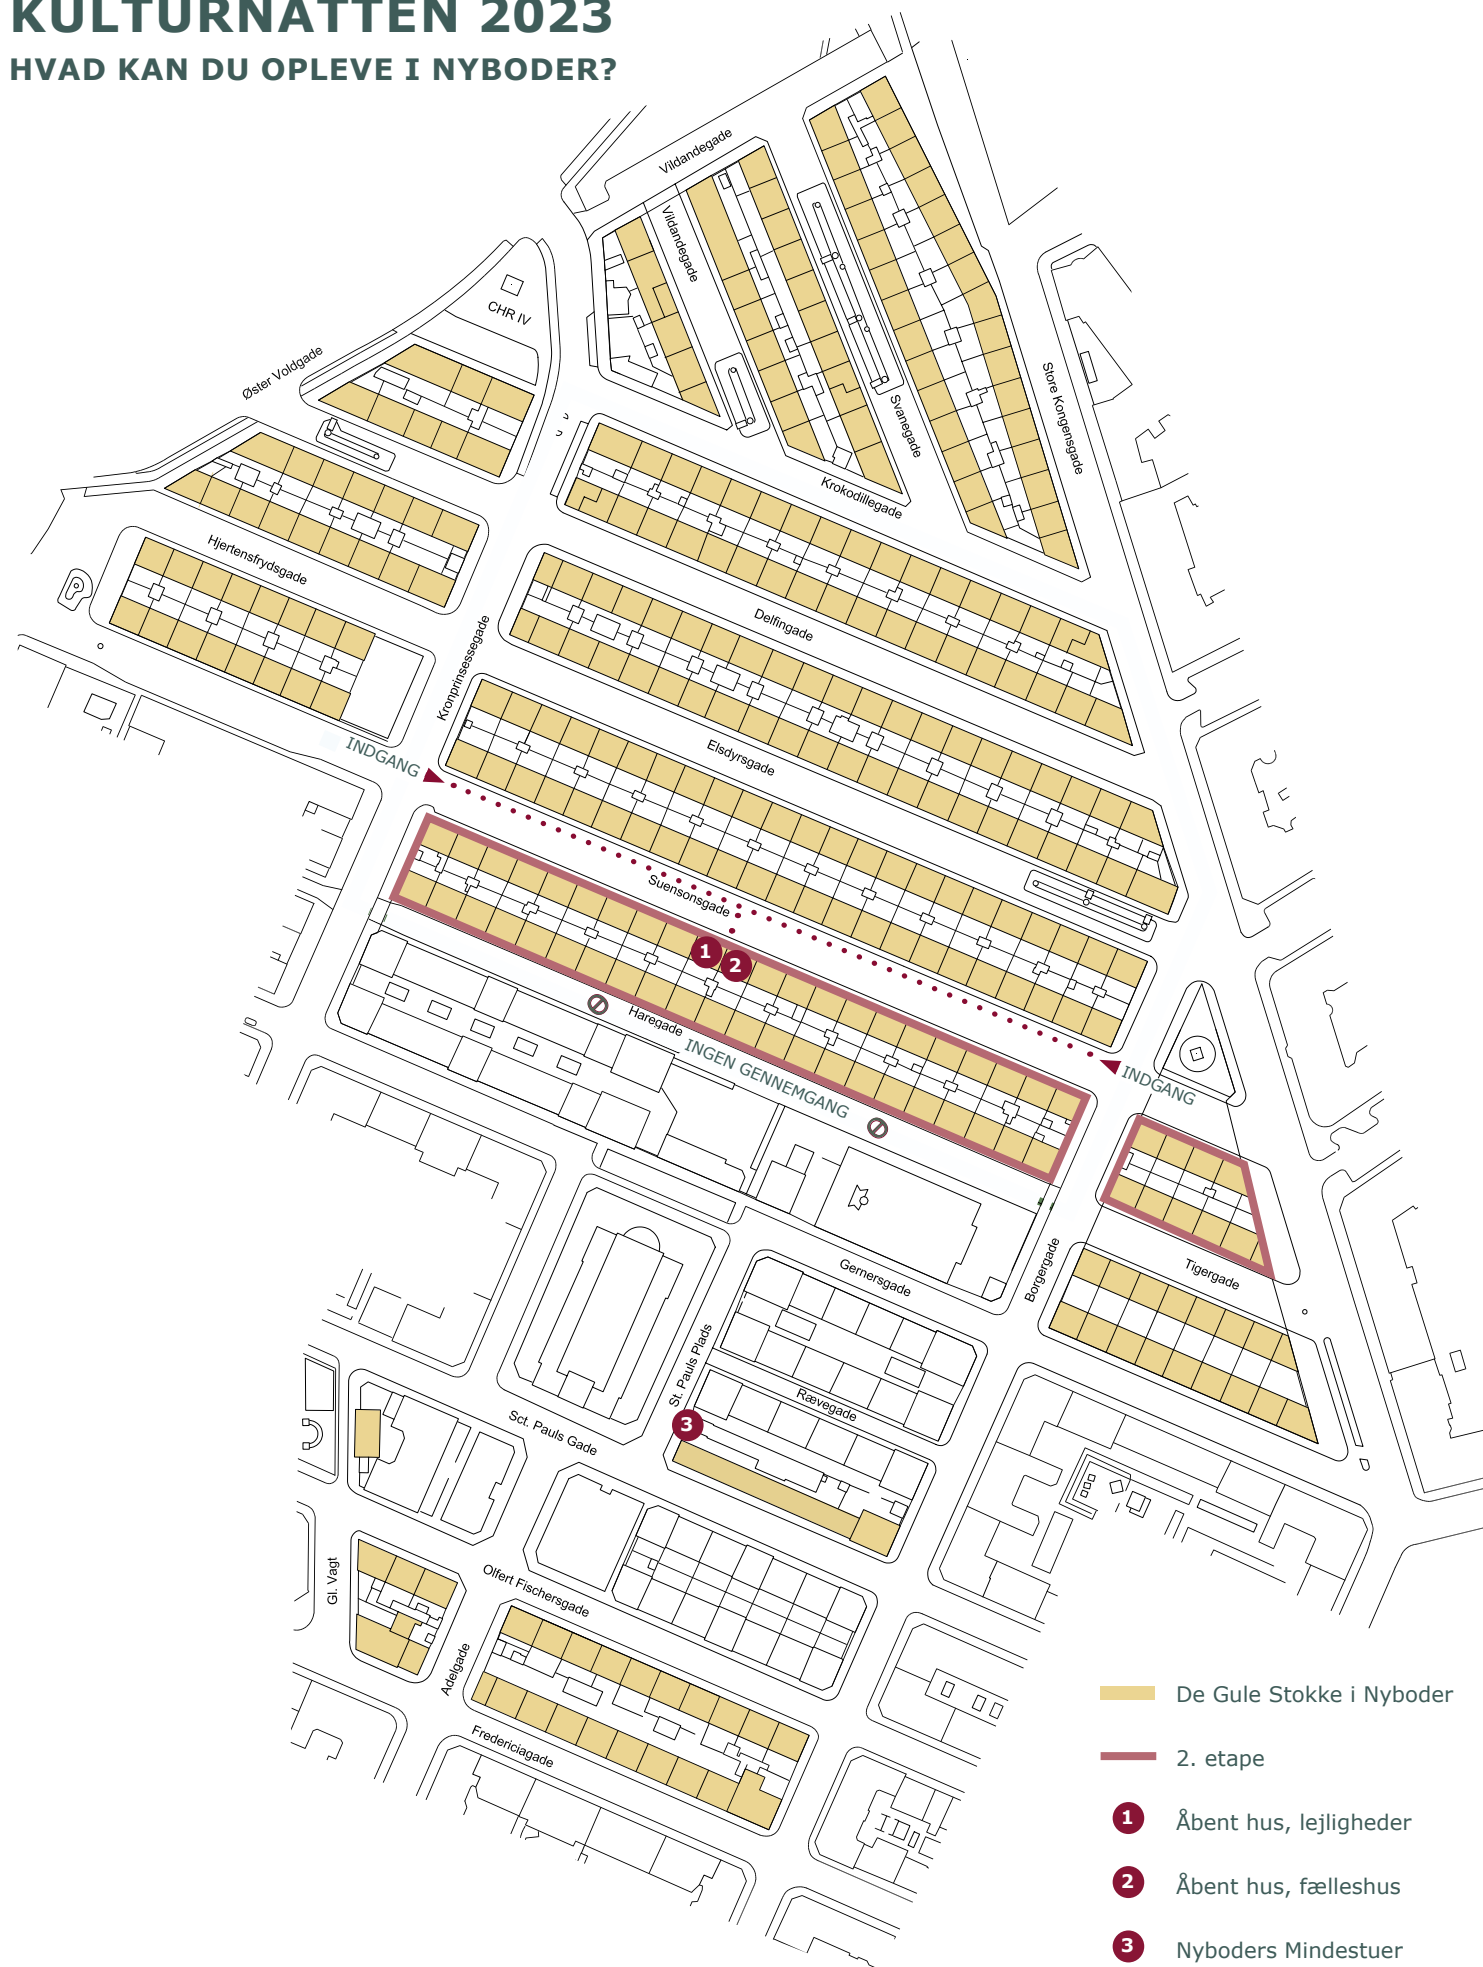 KULTURNATTEN 2023
HVAD KAN DU OPLEVE I NYBODER?
Vildandegade
Vildandegade
CHR IV
Øster Voldgade
Svanegade
Store Kongensgade
Krokodillegade
Hjertensfrydsgade
Delfingade
Kronprinsessegade
Elsdyrsgade
INDGANG
Suensonsgade
1
2
Haregade
INGEN GENNEMGANG
INDGANG
Borgergade
Tigergade
Gernersgade
St. Pauls Plads
Rævegade
3
Sct. Pauls Gade
Gl. Vagt
Olfert Fischersgade
Adelgade
Fredericiagade
De Gule Stokke i Nyboder
2. etape
1 Åbent hus, lejligheder
2 Åbent hus, fælleshus
3 Nyboders Mindestuer